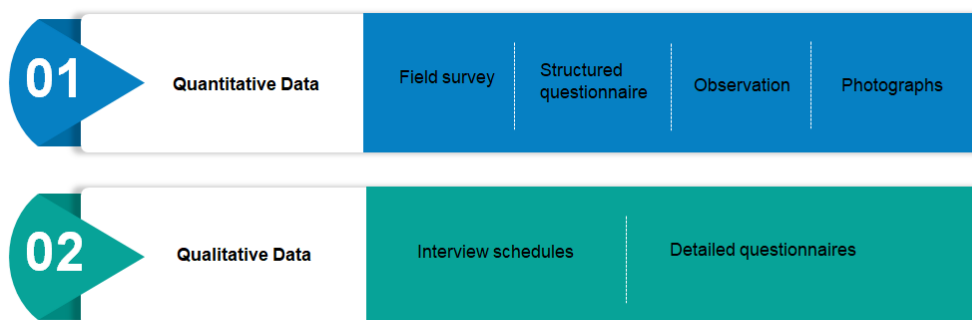 01
Quantitative Data
Field survey
Structured
questionnaire
Observation
Photographs
02
Qualitative Data
Interview schedules
Detailed questionnaires